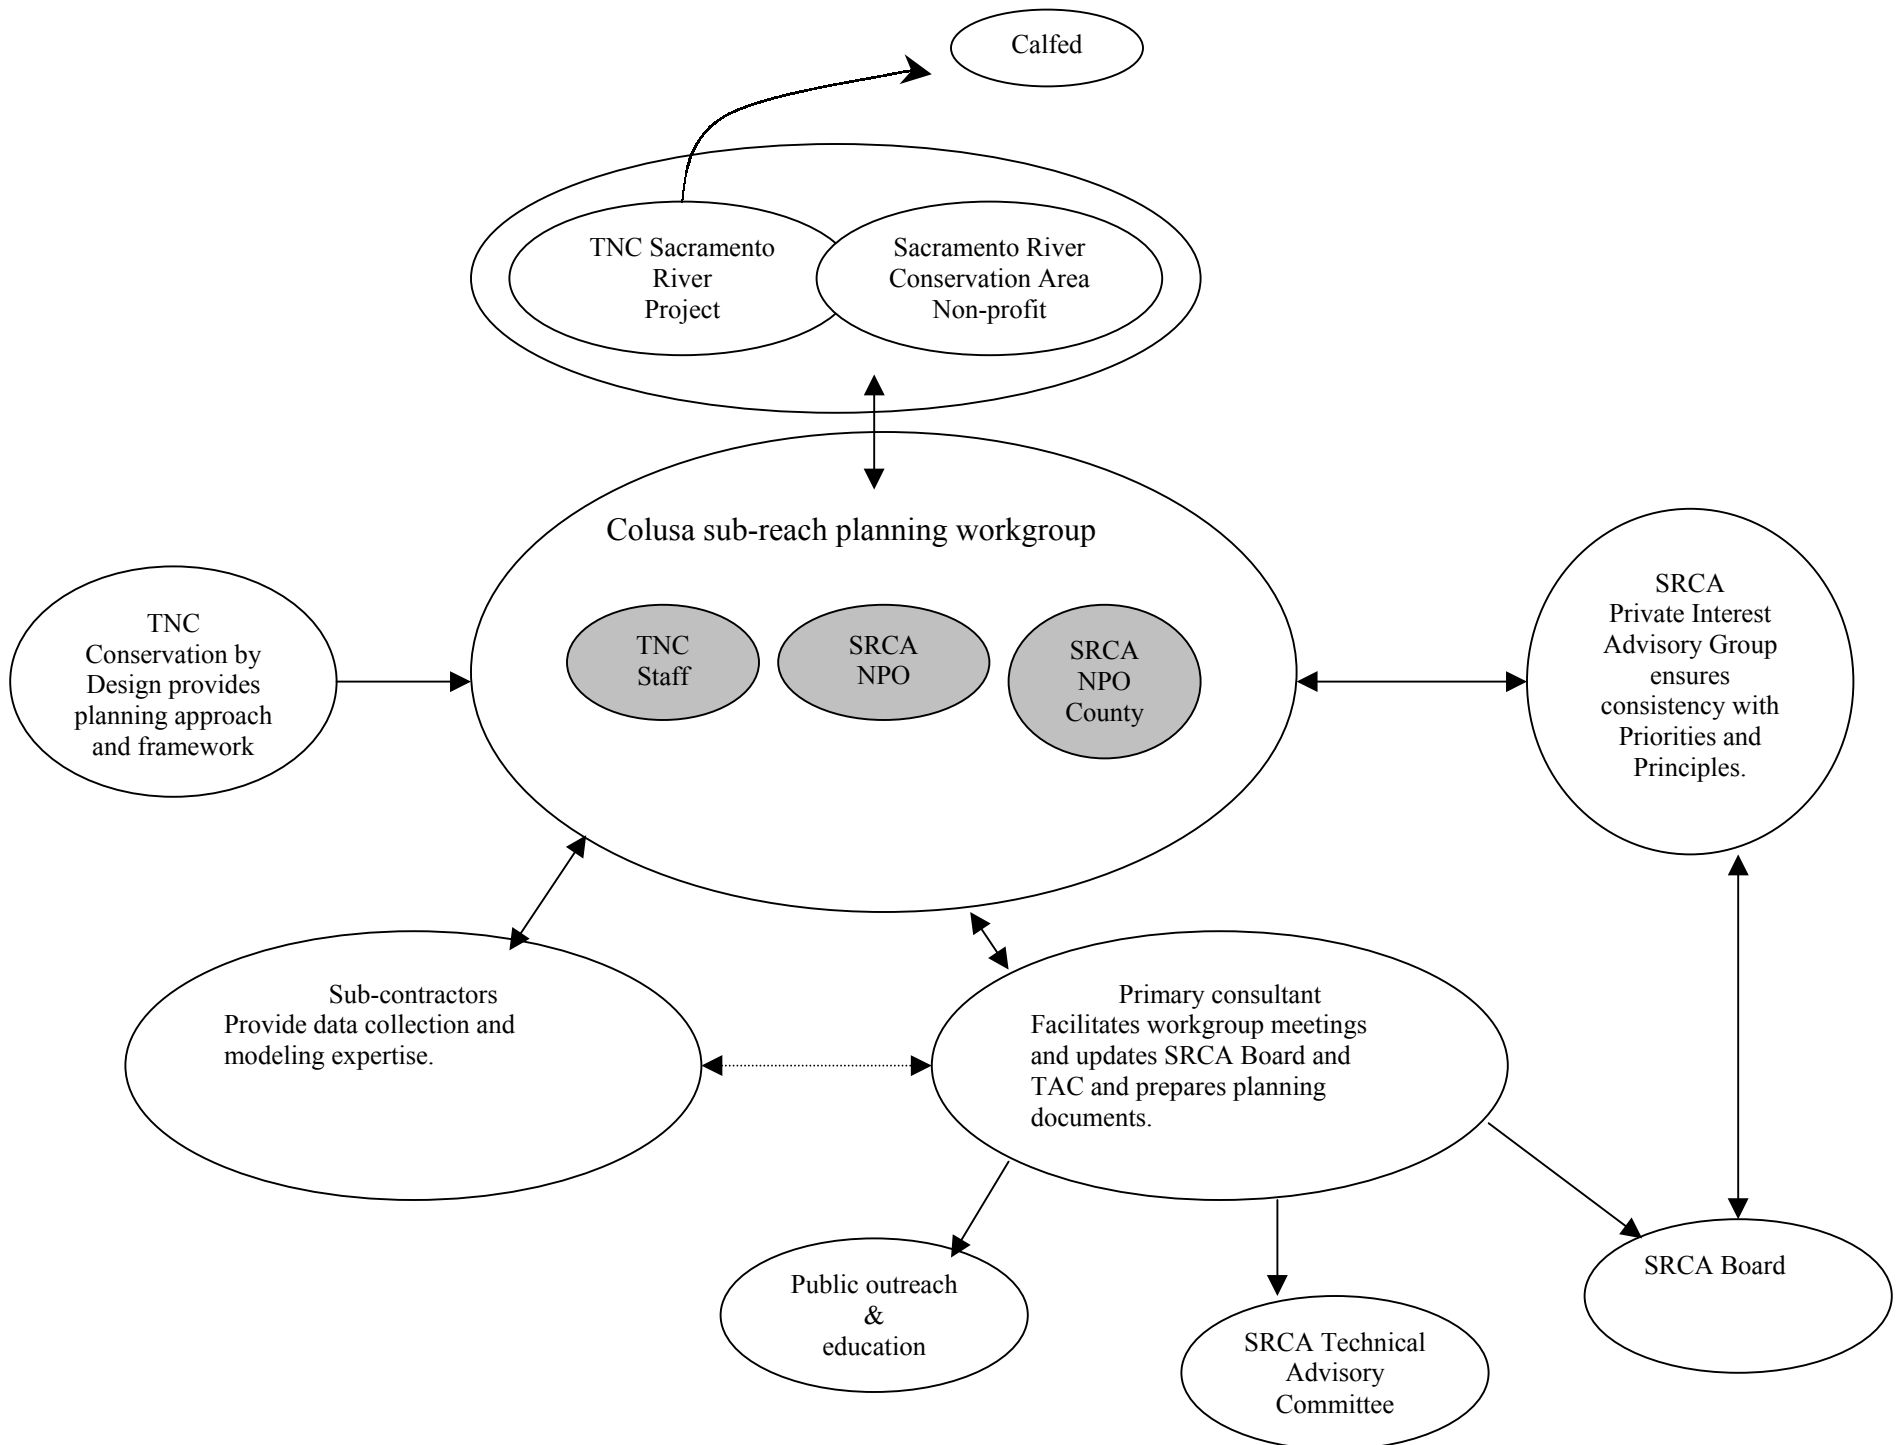 Calfed
TNC Sacramento
River
Project
Sacramento River
Conservation Area
Non-profit
Colusa sub-reach planning workgroup
TNC
Staff
SRCA
NPO
SRCA
NPO
County
TNC
Conservation by
Design provides
planning approach
and framework
SRCA
Private Interest
Advisory Group
ensures
consistency with
Priorities and
Principles.
Sub-contractors
Provide data collection and
modeling expertise.
Primary consultant
Facilitates workgroup meetings
and updates SRCA Board and
TAC and prepares planning
documents.
Public outreach
&
education
SRCA Technical
Advisory
Committee
SRCA Board